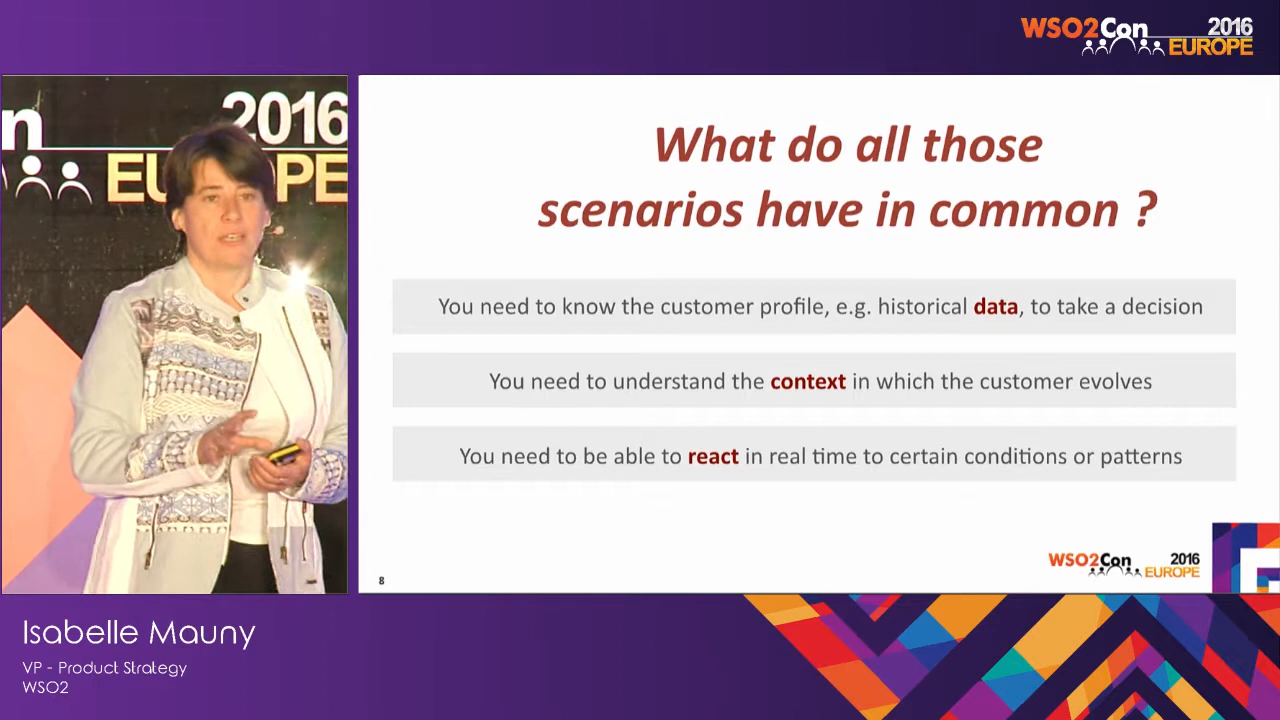 WSO2Con 2016
EUROPE
n 2016
EUROPE
What do all those
scenarios have in common ?
You need to know the customer profile, e.g. historical data, to take a decision
You need to understand the context in which the customer evolves
You need to be able to react in real time to certain conditions or patterns
WSO2Con 2016
EUROPE
8
Isabelle Mauny
VP - Product Strategy
WSO2